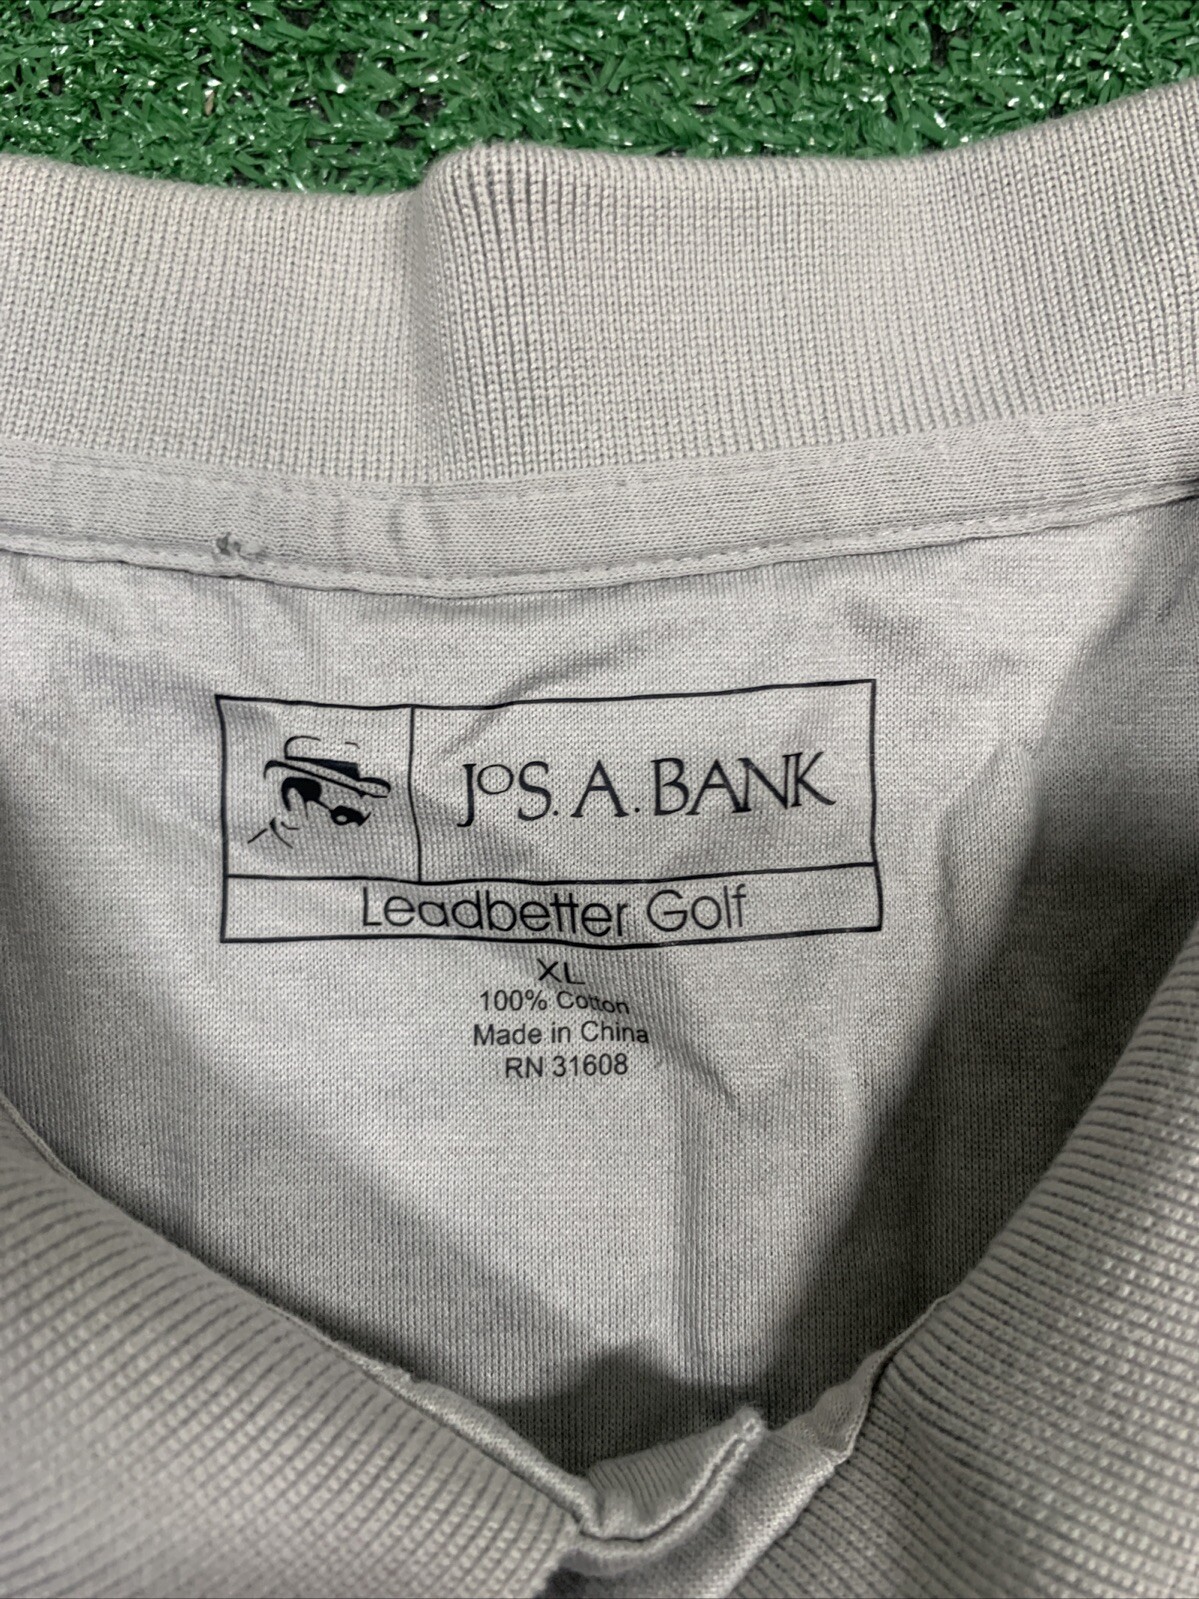 JOS. A. BANK
Leadbetter Golf
XL
100% Cotton
Made in China
RN 31608